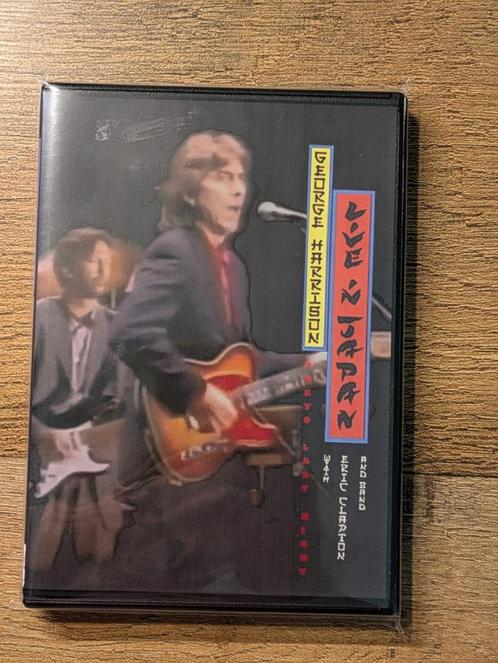 GEORGE HARRISON
LIVE IN JAPAN
TOKYO LAST NIGHT
WITH
ERIC CLAPTON
AND BAND